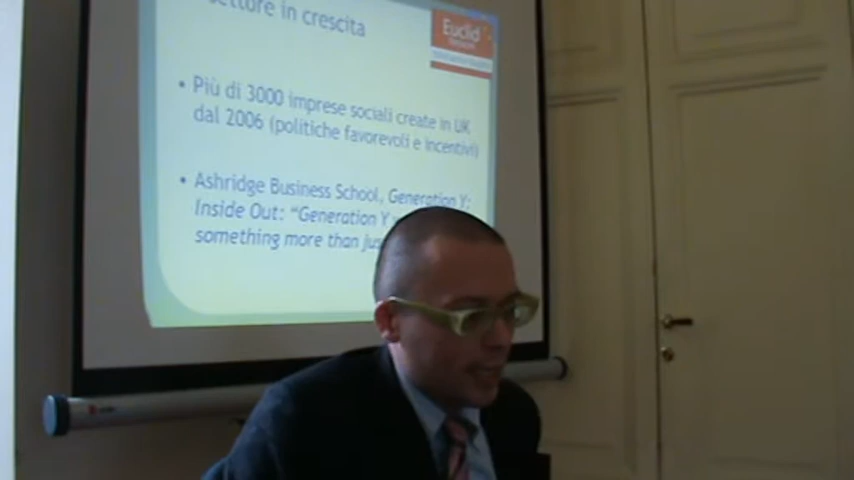 settore in crescita
Euclid
• Più di 3000 imprese sociali create in UK
dal 2006 (politiche favorevoli e incentivi)
• Ashridge Business School, Generation Y:
Inside Out: "Generation Y
something more than jus